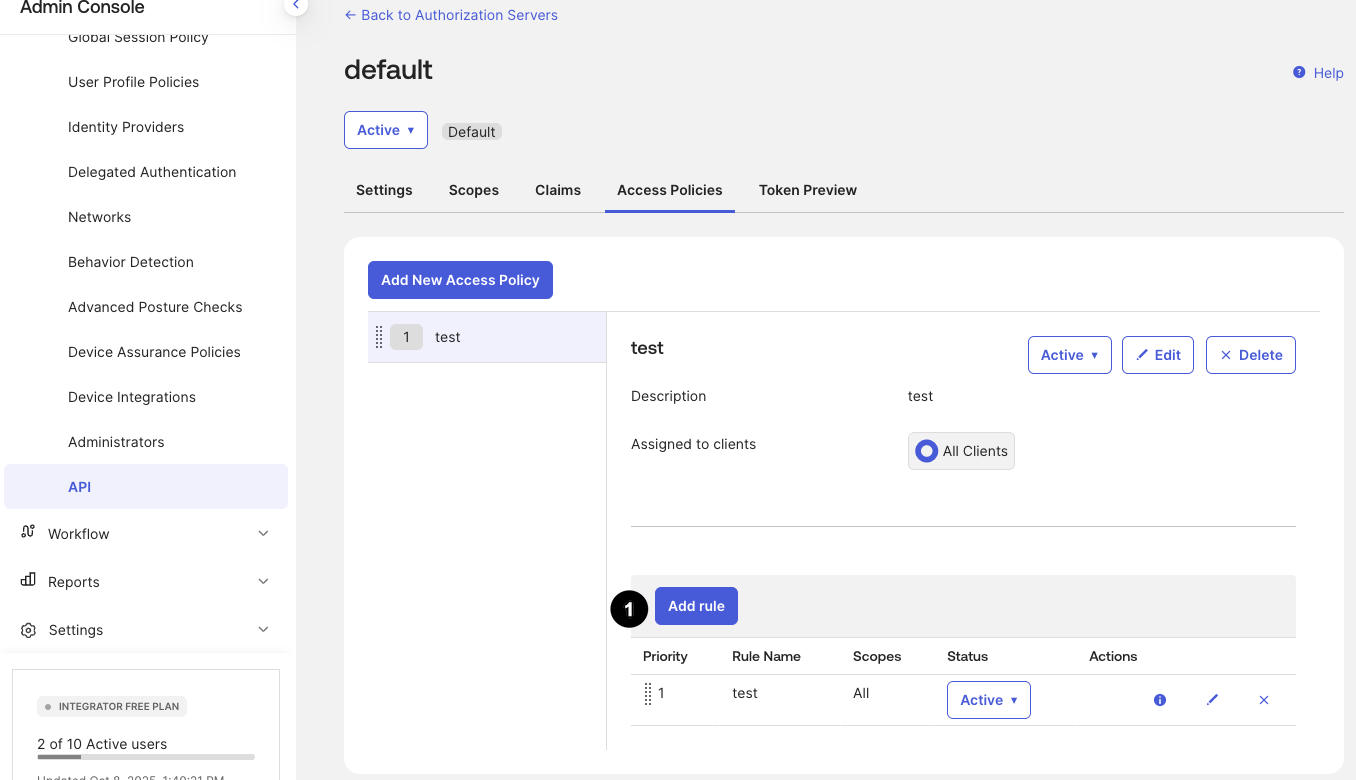 Admin Console
Global Session Policy
User Profile Policies
Identity Providers
Delegated Authentication
Networks
Behavior Detection
Advanced Posture Checks
Device Assurance Policies
Device Integrations
Administrators
API
Workflow
Reports
Settings
INTEGRATOR FREE PLAN
2 of 10 Active users
Updated Oct 8, 2025, 1:40:31 PM
← Back to Authorization Servers
default
Help
Active ▾ Default
Settings Scopes Claims Access Policies Token Preview
Add New Access Policy
1 test
test
Active ▾ Edit × Delete
Description test
Assigned to clients All Clients
1 Add rule
Priority Rule Name Scopes Status Actions
1 test All Active ▾